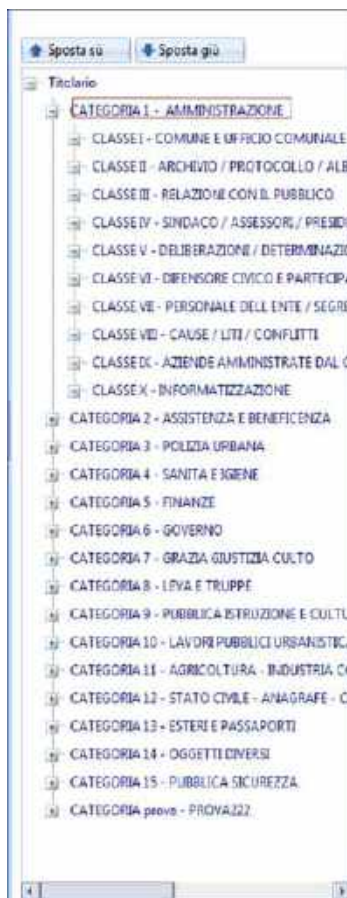 Sposta sù Sposta giù
Titolario
CATEGORIA 1 - AMMINISTRAZIONE
CLASSE I - COMUNE E UFFICIO COMUNALE
CLASSE II - ARCHIVIO / PROTOCOLLO / ALB
CLASSE III - RELAZIONI CON IL PUBBLICO
CLASSE IV - SINDACO / ASSESSORI / PRESID
CLASSE V - DELIBERAZIONI / DETERMINAZIO
CLASSE VI - DIFENSORE CIVICO E PARTECIPA
CLASSE VII - PERSONALE DELL ENTE / SEGRE
CLASSE VIII - CAUSE / LITI / CONFLITTI
CLASSE IX - AZIENDE AMMINISTRATE DAL C
CLASSE X - INFORMATIZZAZIONE
CATEGORIA 2 - ASSISTENZA E BENEFICENZA
CATEGORIA 3 - POLIZIA URBANA
CATEGORIA 4 - SANITA E IGIENE
CATEGORIA 5 - FINANZE
CATEGORIA 6 - GOVERNO
CATEGORIA 7 - GRAZIA GIUSTIZIA CULTO
CATEGORIA 8 - LEVA E TRUPPE
CATEGORIA 9 - PUBBLICA ISTRUZIONE E CULTU
CATEGORIA 10 - LAVORI PUBBLICI URBANISTICA
CATEGORIA 11 - AGRICOLTURA - INDUSTRIA CO
CATEGORIA 12 - STATO CIVILE - ANAGRAFE - C
CATEGORIA 13 - ESTERI E PASSAPORTI
CATEGORIA 14 - OGGETTI DIVERSI
CATEGORIA 15 - PUBBLICA SICUREZZA
CATEGORIA prova - PROVA222